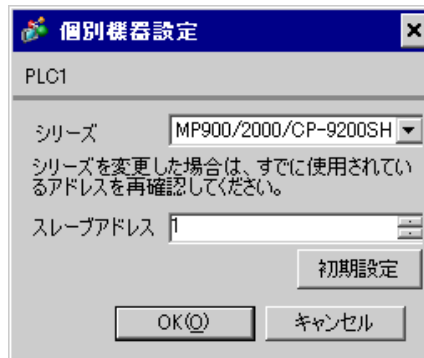 個別機器設定
PLC1
シリーズ MP900/2000/CP-9200SH
シリーズを変更した場合は、すでに使用されてい
るアドレスを再確認してください。
スレーブアドレス 1
初期設定
OK(O) キャンセル